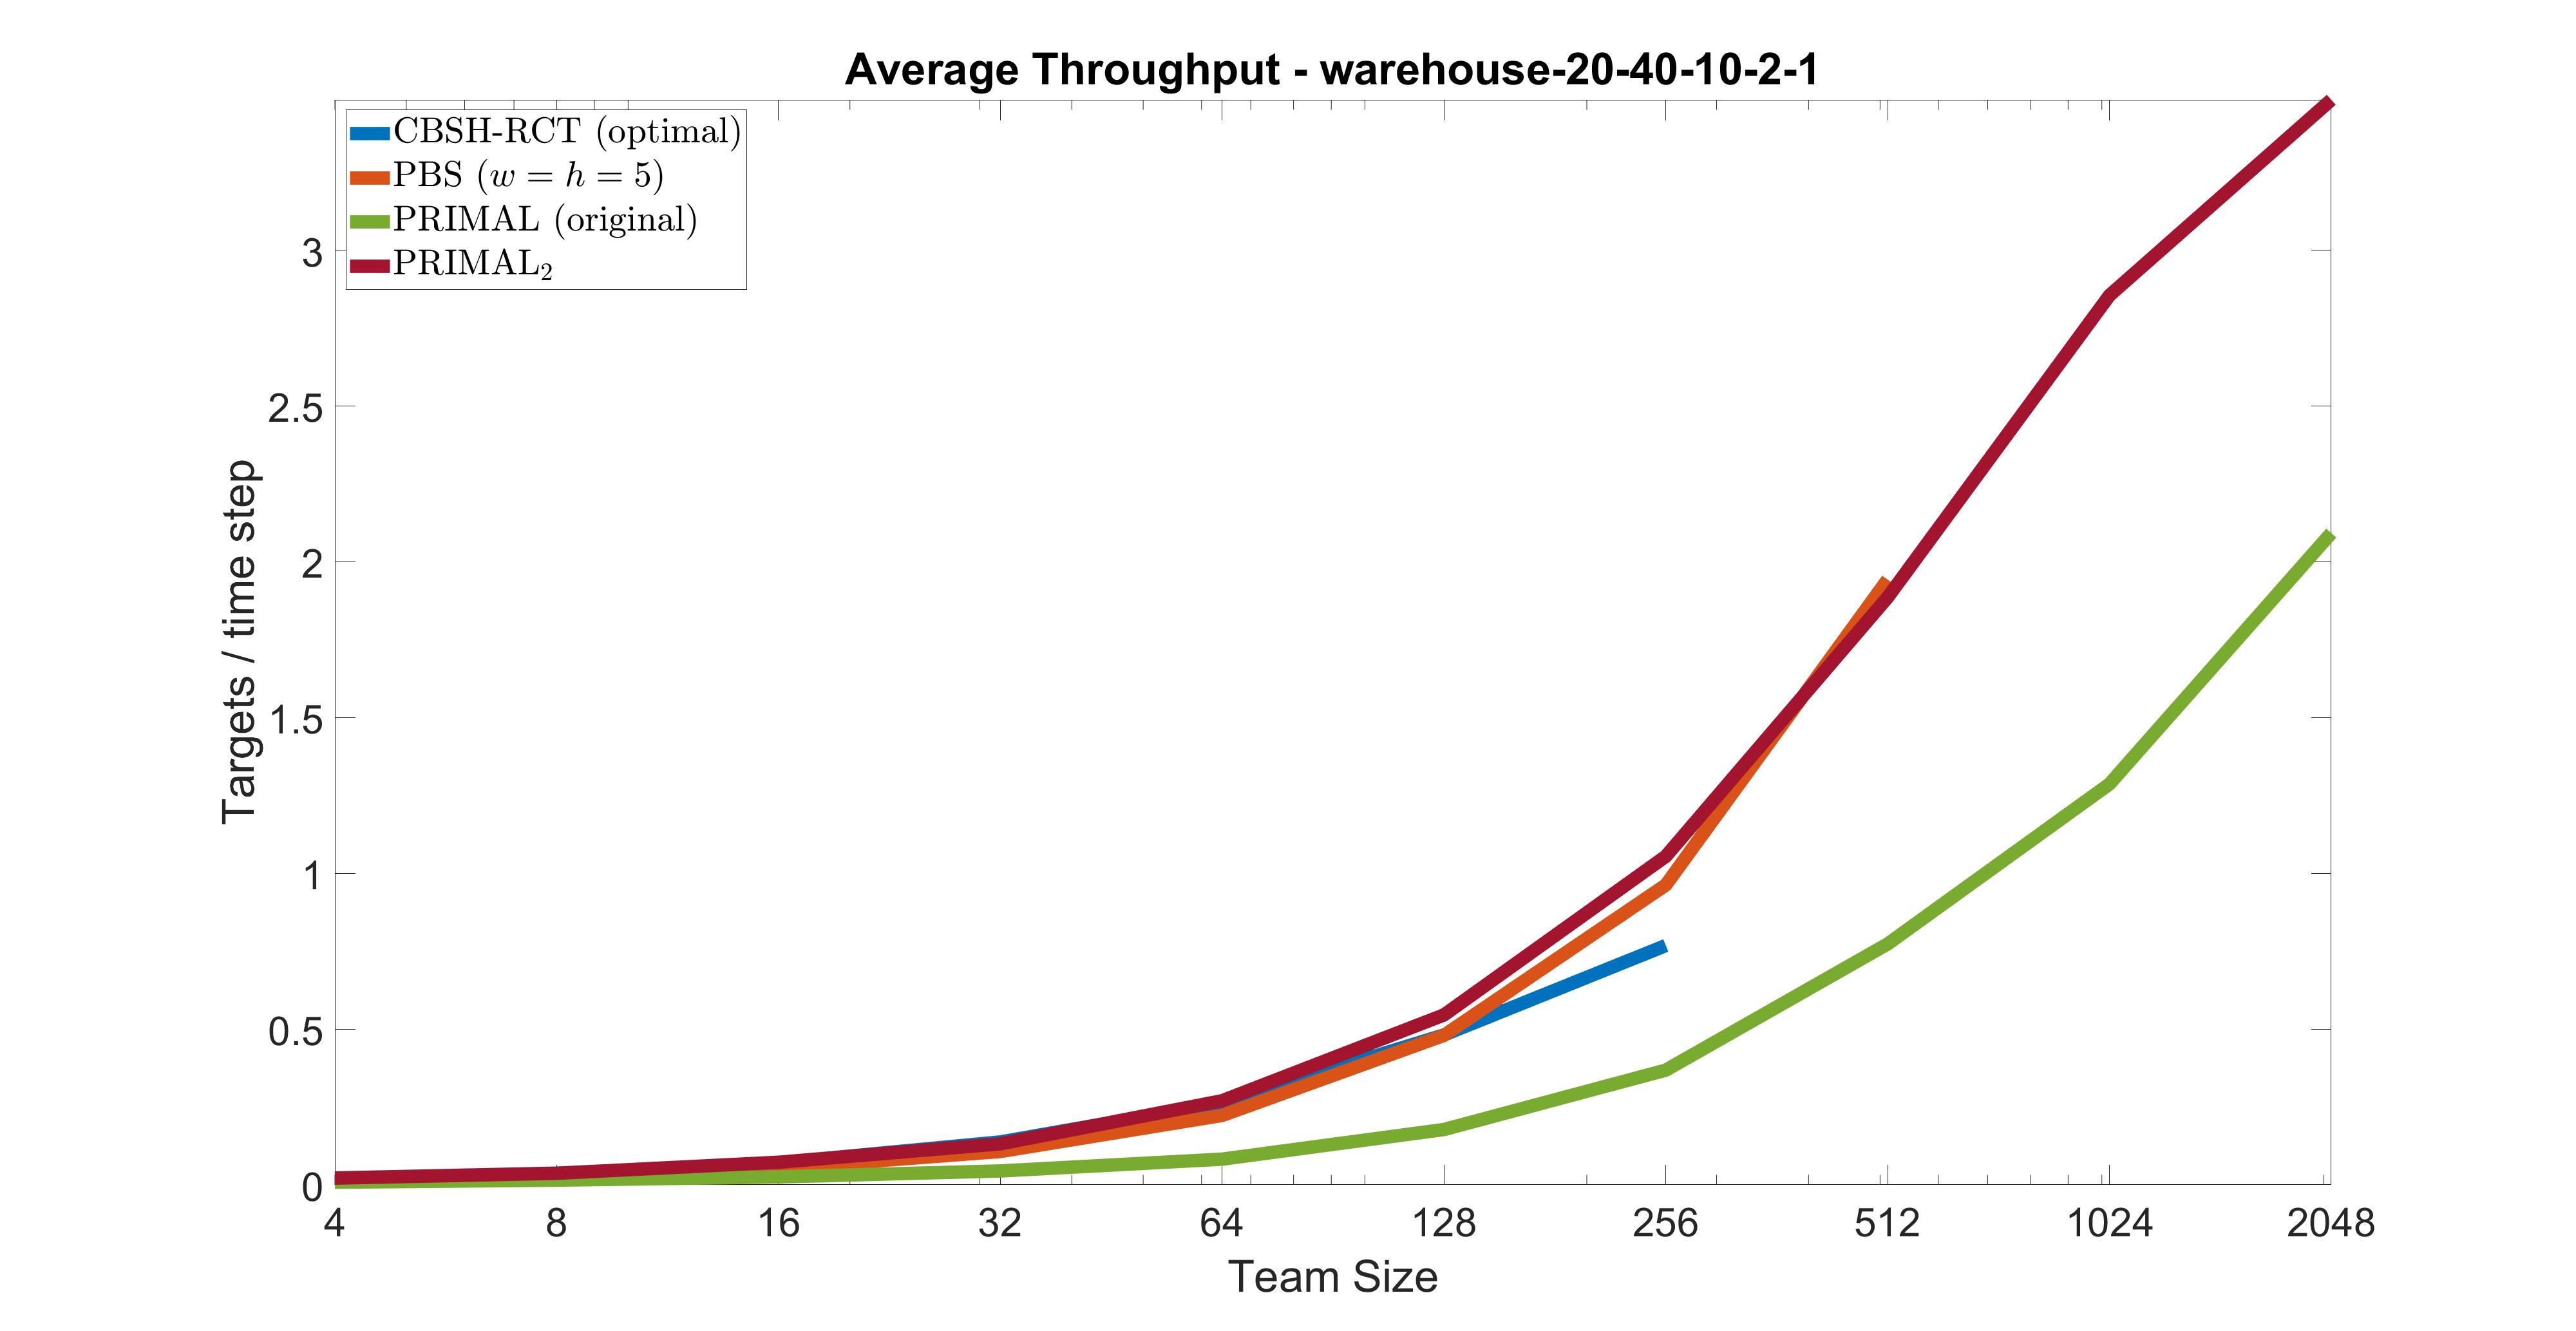 Average Throughput - warehouse-20-40-10-2-1
CBSH-RCT (optimal)
PBS (w = h = 5)
PRIMAL (original)
PRIMAL₂
3
2.5
2
1.5
1
0.5
0
Targets / time step
4 8 16 32 64 128 256 512 1024 2048
Team Size